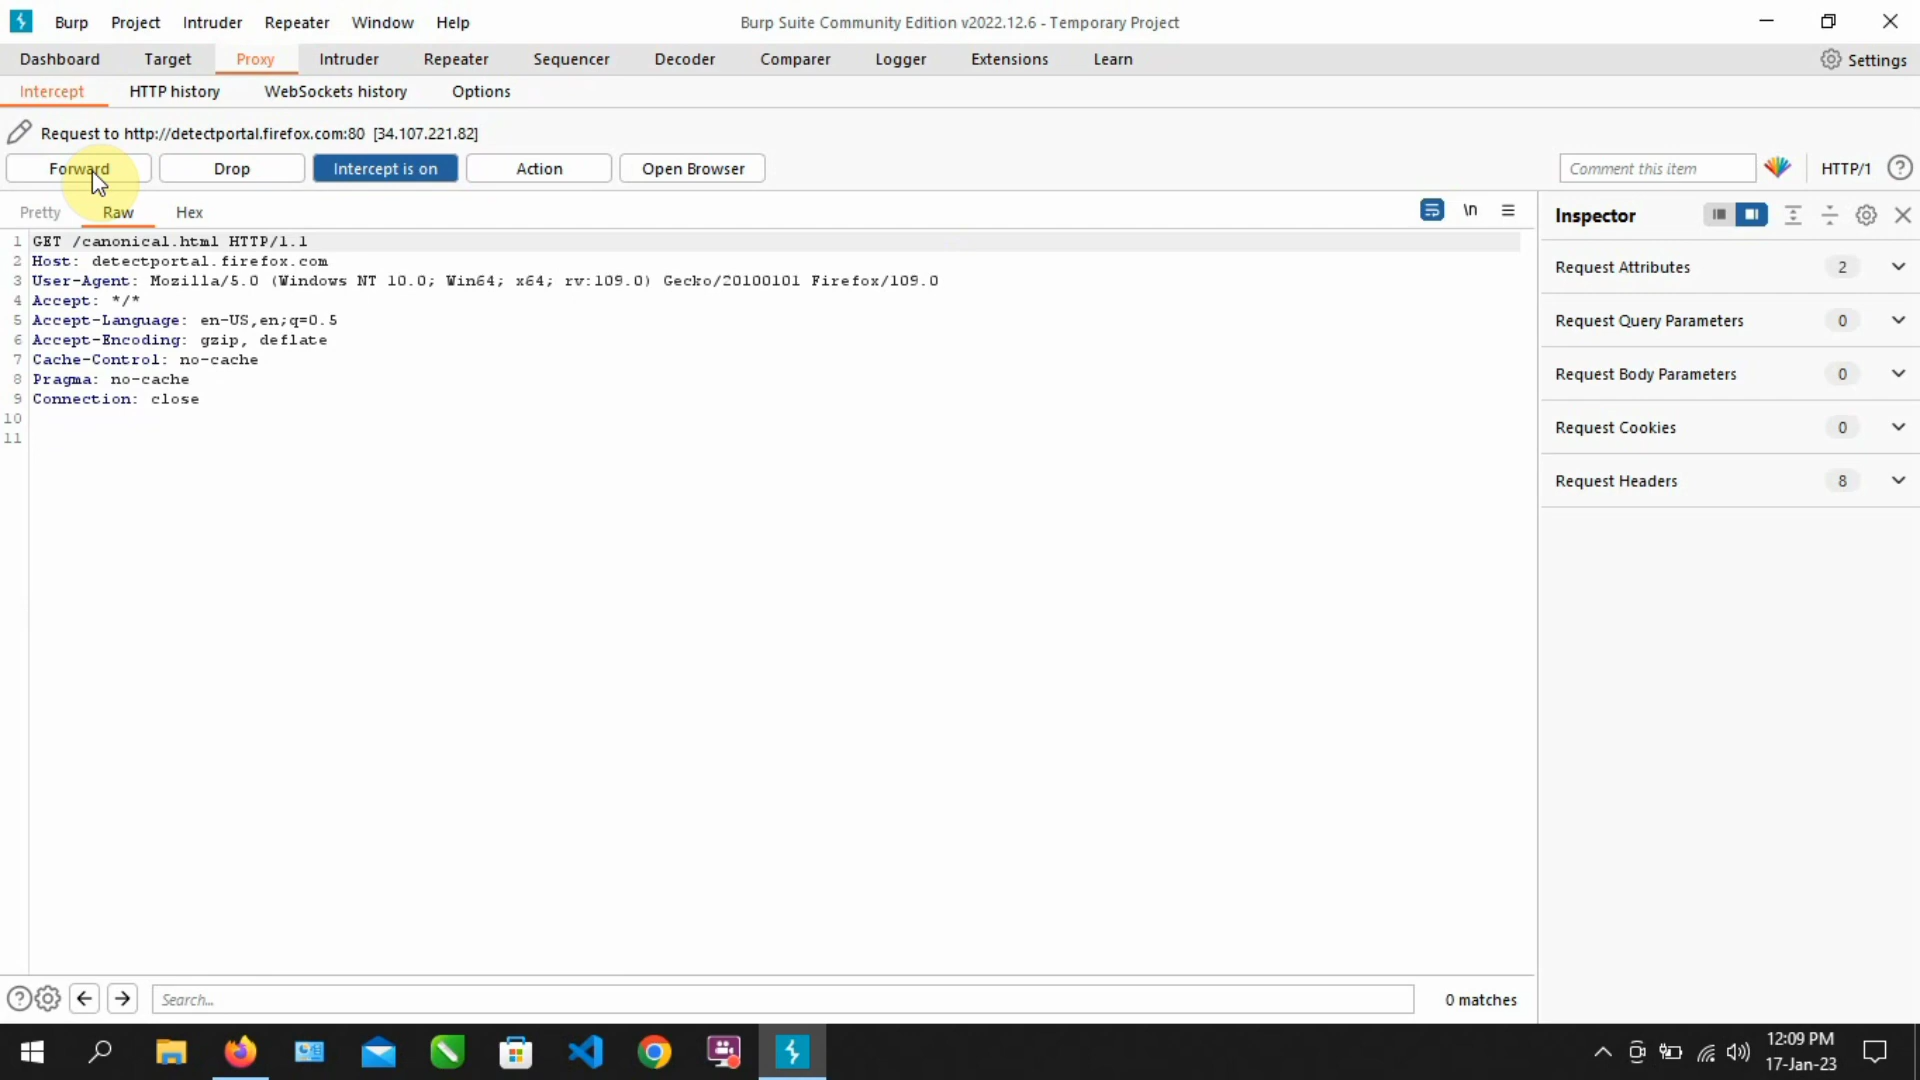 Burp Project Intruder Repeater Window Help Burp Suite Community Edition v2022.12.6 - Temporary Project
Dashboard Target Proxy Intruder Repeater Sequencer Decoder Comparer Logger Extensions Learn Settings
Intercept HTTP history WebSockets history Options
Request to http://detectportal.firefox.com:80 [34.107.221.82]
Forward Drop Intercept is on Action Open Browser Comment this item HTTP/1 ?
Pretty Raw Hex \n Inspector
1 GET /canonical.html HTTP/1.1
2 Host: detectportal.firefox.com
3 User-Agent: Mozilla/5.0 (Windows NT 10.0; Win64; x64; rv:109.0) Gecko/20100101 Firefox/109.0
4 Accept: */*
5 Accept-Language: en-US,en;q=0.5
6 Accept-Encoding: gzip, deflate
7 Cache-Control: no-cache
8 Pragma: no-cache
9 Connection: close
10
11
Request Attributes 2
Request Query Parameters 0
Request Body Parameters 0
Request Cookies 0
Request Headers 8
? Search... 0 matches
12:09 PM
17-Jan-23